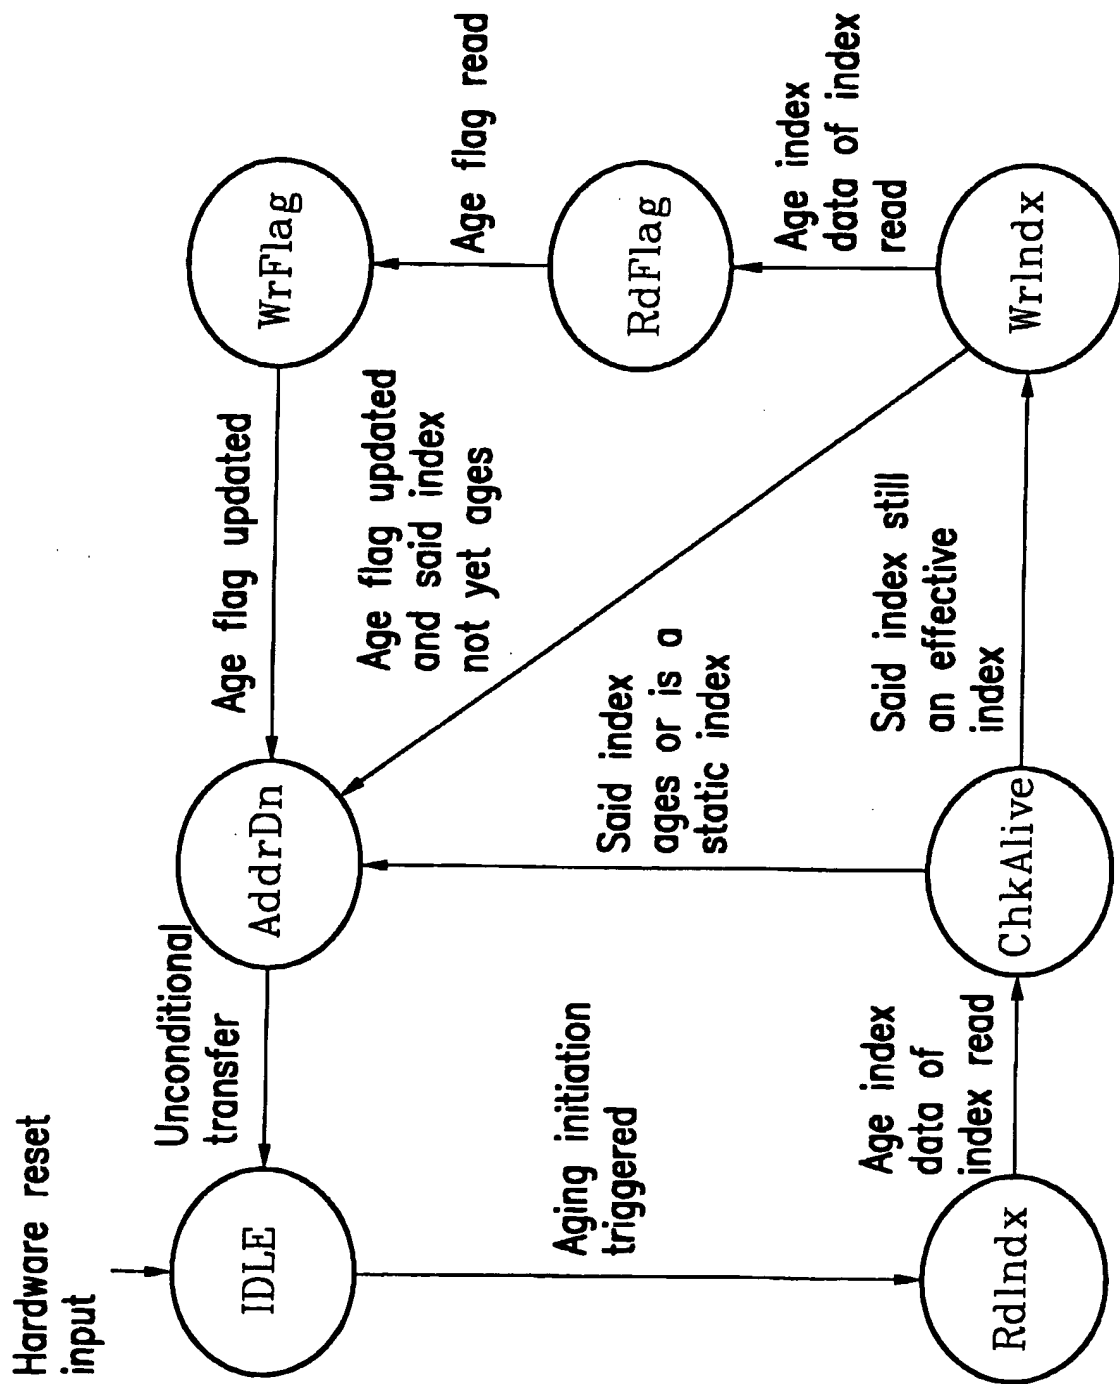 Hardware reset
input
IDLE
Unconditional
transfer
AddrDn
Age flag updated
WrFlag
Age flag updated
and said index
not yet ages
Age flag read
Aging initiation
triggered
Said index
ages or is a
static index
RdFlag
Age index
data of index
read
Age index
data of
index read
Said index still
an effective
index
RdIndx
ChkAlive
WrIndx